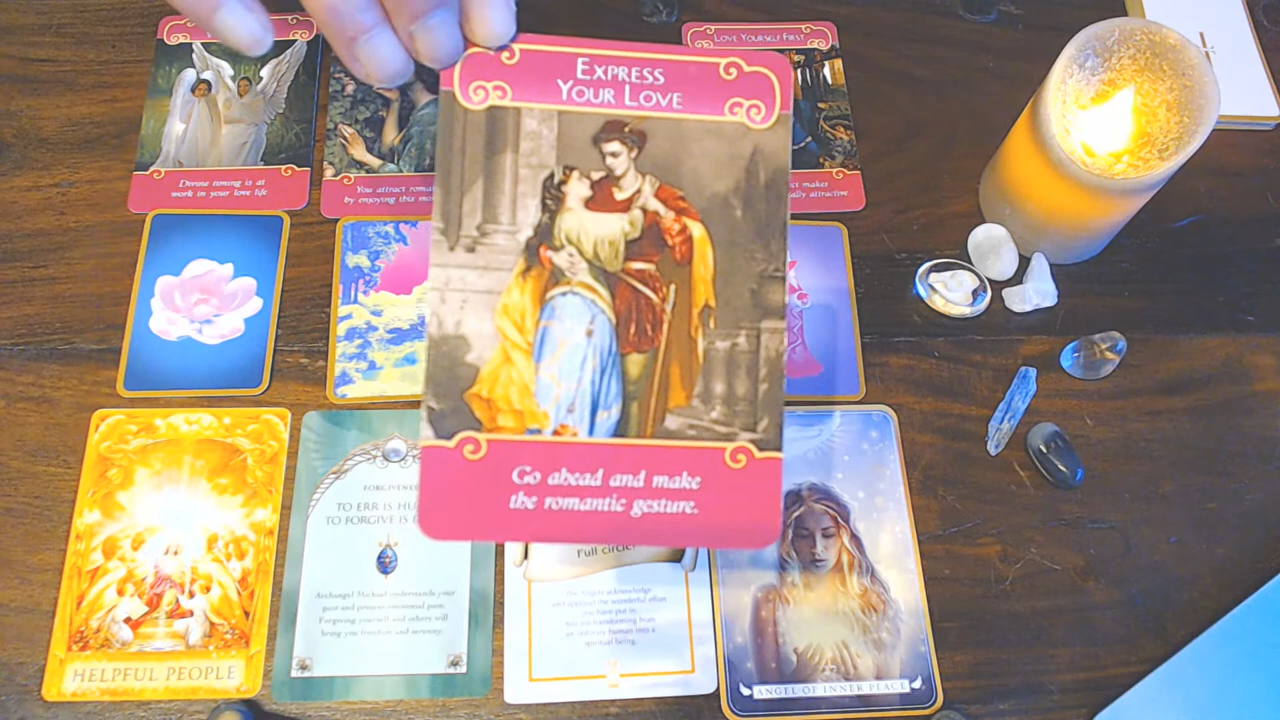 LOVE YOURSELF FIRST
EXPRESS
YOUR LOVE
Divine timing is at
work in your love life
You attract
by enjoying this
makes
attractive
Go ahead and make
the romantic gesture.
HELPFUL PEOPLE
TO ERR IS
TO FORGIVE IS
Archangel Michael understands your
past and present emotional pain.
Forgiving yourself and others will
bring you freedom and serenity.
Full circle
The Angels acknowledge
and applaud the wonderful effort
you have put in.
You are transforming from
an ordinary human into a
spiritual being.
ANGEL OF INNER PEACE